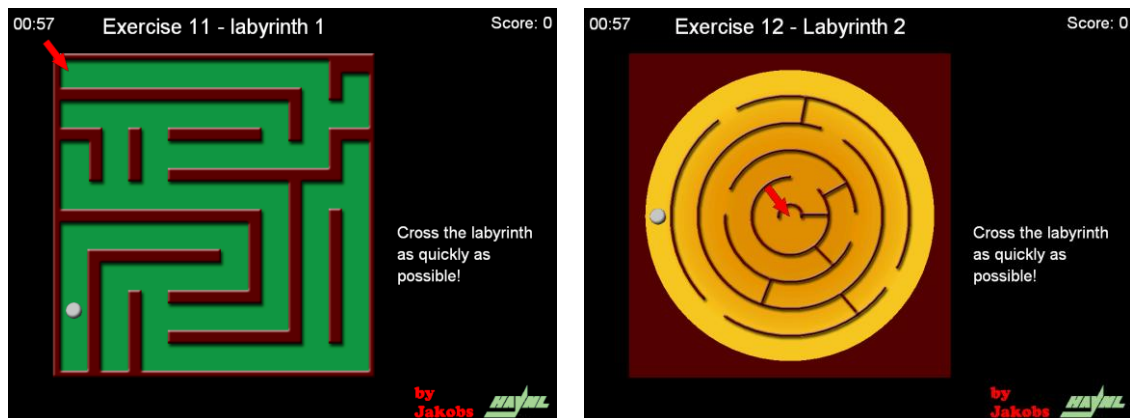 00:57 Exercise 11 - labyrinth 1 Score: 0
Cross the labyrinth
as quickly as
possible!
by
Jakobs
00:57 Exercise 12 - Labyrinth 2 Score: 0
Cross the labyrinth
as quickly as
possible!
by
Jakobs